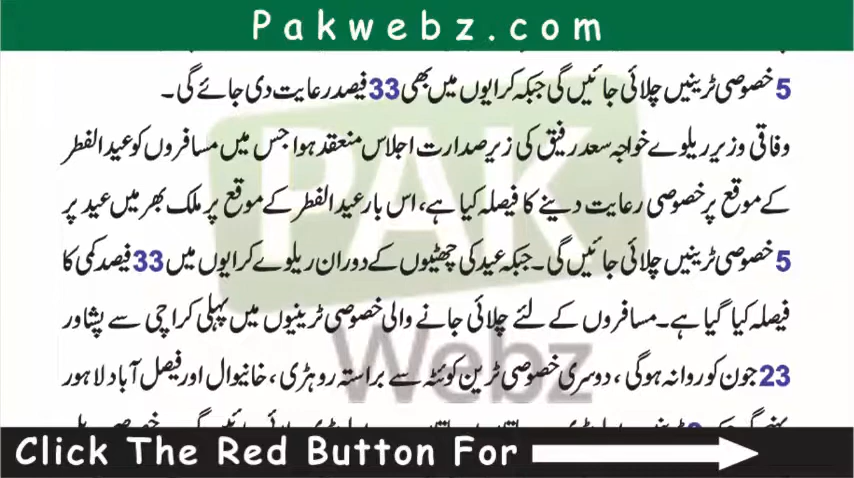 Pakwebz.com
5 خصوصی ٹرینیں چلائی جائیں گی جبکہ کرایوں میں بھی 33 فیصد رعایت دی جائے گی۔
وفاقی وزیر ریلوے خواجہ سعد رفیق کی زیر صدارت اجلاس منعقد ہوا جس میں مسافروں کو عید الفطر
کے موقع پر خصوصی رعایت دینے کا فیصلہ کیا ہے، اس بار عید الفطر کے موقع پر ملک بھر میں عید پر
5 خصوصی ٹرینیں چلائی جائیں گی۔ جبکہ عید کی چھٹیوں کے دوران ریلوے کرایوں میں 33 فیصد کمی کا
فیصلہ کیا گیا ہے۔ مسافروں کے لئے چلائی جانے والی خصوصی ٹرینیوں میں پہلی کراچی سے پشاور
23 جون کو روانہ ہوگی، دوسری خصوصی ٹرین کوئٹہ سے براستہ روہڑی، خانیوال اور فیصل آباد لاہور
PAK
Webz
Click The Red Button For